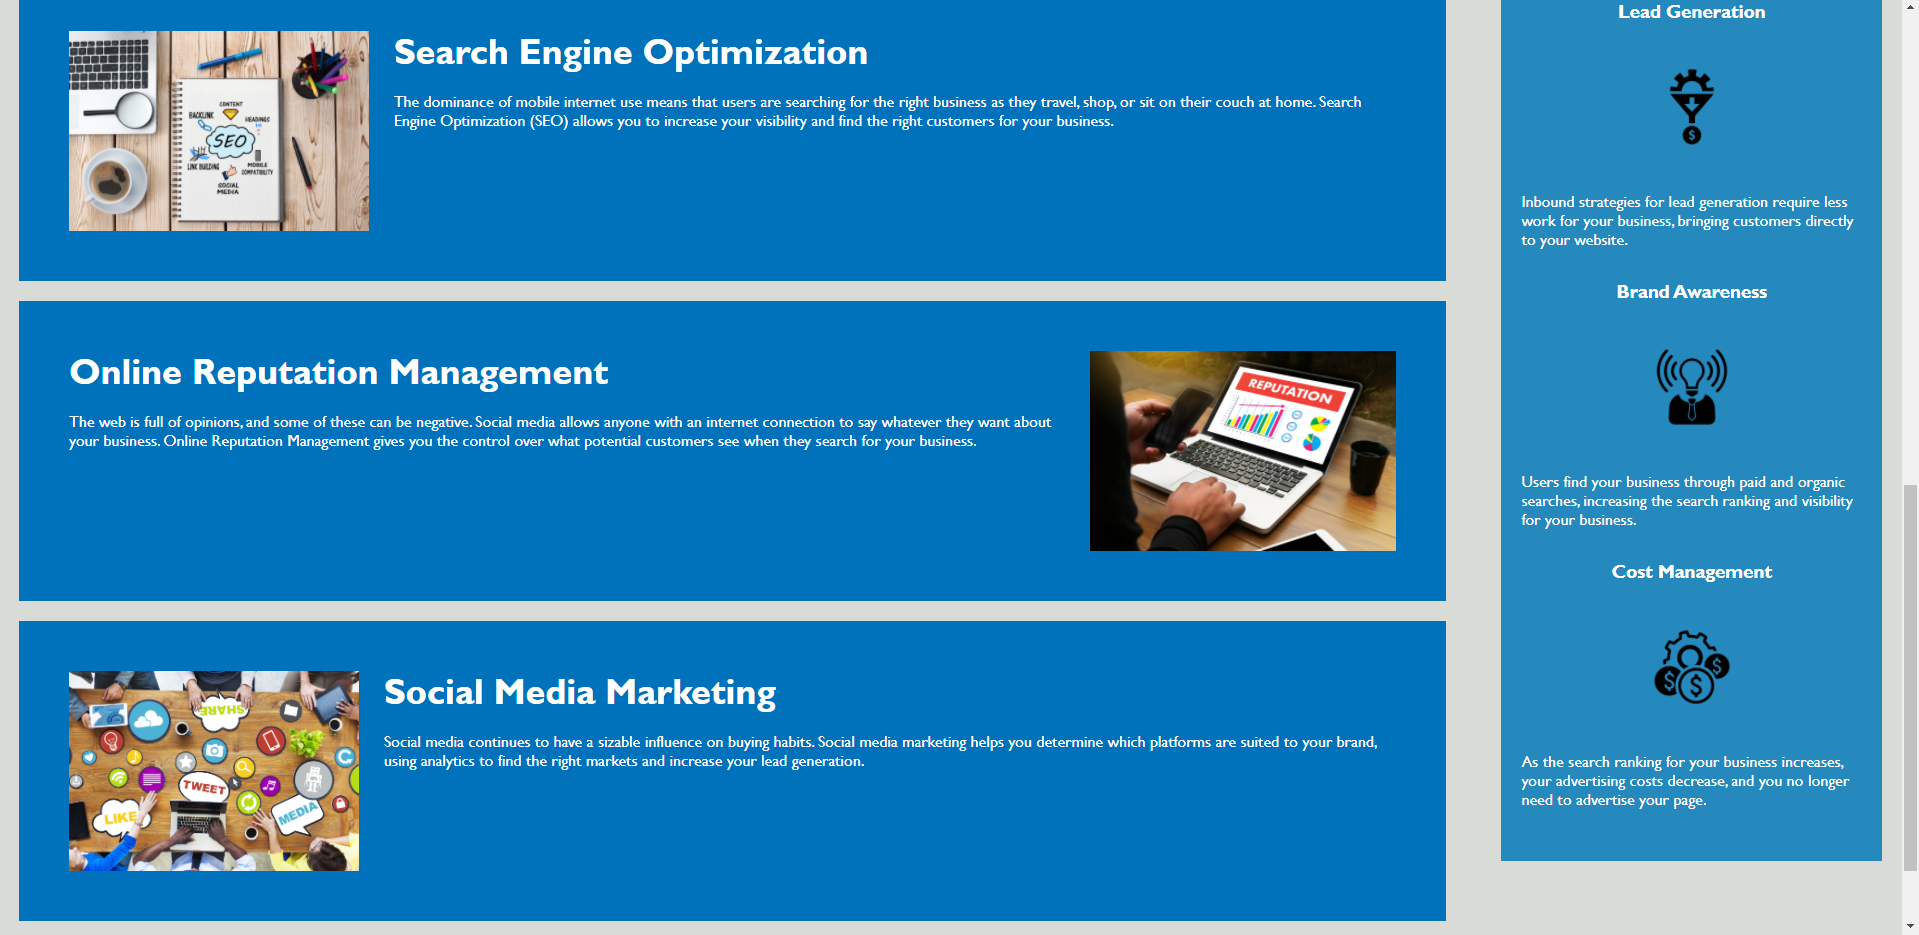 Search Engine Optimization
The dominance of mobile internet use means that users are searching for the right business as they travel, shop, or sit on their couch at home. Search
Engine Optimization (SEO) allows you to increase your visibility and find the right customers for your business.
CONTENT
BACKLINK
HEADINGS
SEO
LINK BUILDING
MOBILE
COMPATIBILITY
SOCIAL
MEDIA
Online Reputation Management
The web is full of opinions, and some of these can be negative. Social media allows anyone with an internet connection to say whatever they want about
your business. Online Reputation Management gives you the control over what potential customers see when they search for your business.
REPUTATION
Social Media Marketing
Social media continues to have a sizable influence on buying habits. Social media marketing helps you determine which platforms are suited to your brand,
using analytics to find the right markets and increase your lead generation.
SHARE
TWEET
LIKE
MEDIA
Lead Generation
Inbound strategies for lead generation require less
work for your business, bringing customers directly
to your website.
Brand Awareness
Users find your business through paid and organic
searches, increasing the search ranking and visibility
for your business.
Cost Management
As the search ranking for your business increases,
your advertising costs decrease, and you no longer
need to advertise your page.